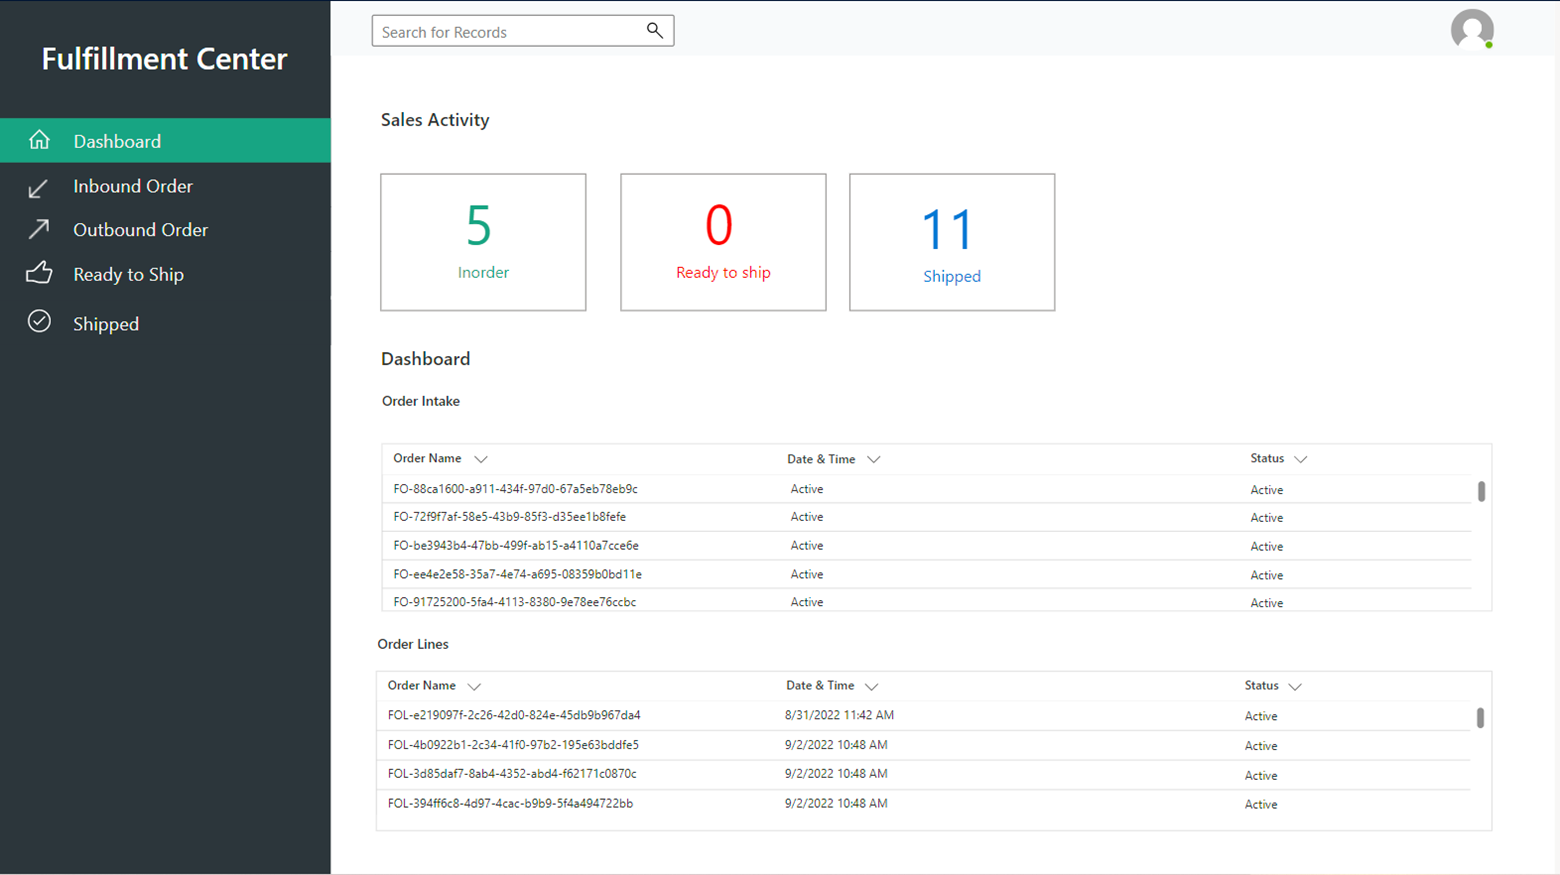 Fulfillment Center
Search for Records
Dashboard
Inbound Order
Outbound Order
Ready to Ship
Shipped
Sales Activity
5
Inorder
0
Ready to ship
11
Shipped
Dashboard
Order Intake
Order Name Date & Time Status
FO-88ca1600-a911-434f-97d0-67a5eb78eb9c Active Active
FO-72f9f7af-58e5-43b9-85f3-d35ee1b8fefe Active Active
FO-be3943b4-47bb-499f-ab15-a4110a7cce6e Active Active
FO-ee4e2e58-35a7-4e74-a695-08359b0bd11e Active Active
FO-91725200-5fa4-4113-8380-9e78ee76ccbc Active Active
Order Lines
Order Name Date & Time Status
FOL-e219097f-2c26-42d0-824e-45db9b967da4 8/31/2022 11:42 AM Active
FOL-4b0922b1-2c34-41f0-97b2-195e63bddfe5 9/2/2022 10:48 AM Active
FOL-3d85daf7-8ab4-4352-abd4-f62171c0870c 9/2/2022 10:48 AM Active
FOL-394ff6c8-4d97-4cac-b9b9-5f4a494722bb 9/2/2022 10:48 AM Active